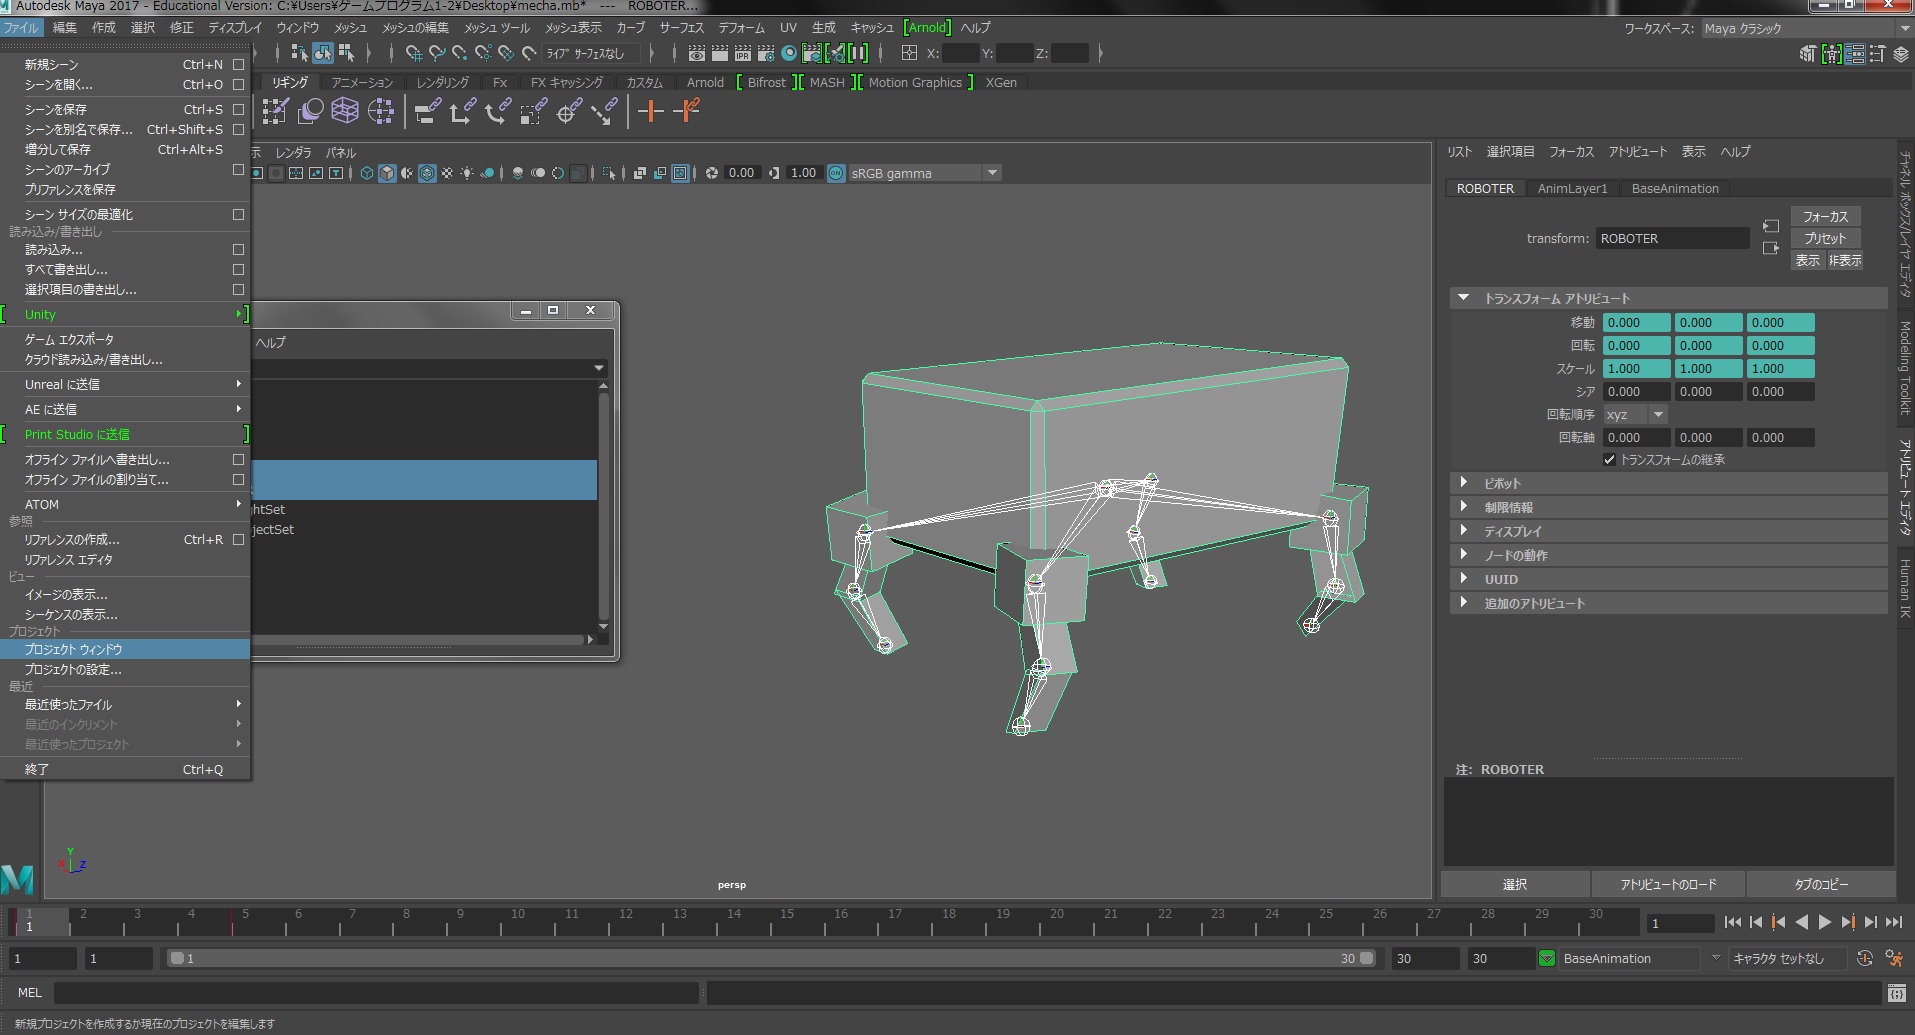 Autodesk Maya 2017 - Educational Version: C:¥Users¥ゲームプログラム1-2¥Desktop¥mecha.mb*   ---   ROBOTER...
ファイル 編集 作成 選択 修正 ディスプレイ ウィンドウ メッシュ メッシュの編集 メッシュ ツール メッシュ表示 カーブ サーフェス デフォーム UV 生成 キャッシュ [Arnold] ヘルプ
ワークスペース: Maya クラシック
ライブ サーフェスなし
IPR
X: Y: Z:
リギング アニメーション レンダリング Fx FX キャッシング カスタム Arnold [ Bifrost ] [ MASH ] [ Motion Graphics ] XGen
示 レンダラ パネル
0.00 1.00 ON sRGB gamma
新規シーン Ctrl+N
シーンを開く... Ctrl+O
シーンを保存 Ctrl+S
シーンを別名で保存... Ctrl+Shift+S
増分して保存 Ctrl+Alt+S
シーンのアーカイブ
プリファレンスを保存
シーン サイズの最適化
読み込み/書き出し
読み込み...
すべて書き出し...
選択項目の書き出し...
[ Unity ]
ゲーム エクスポータ
クラウド読み込み/書き出し...
Unreal に送信
AE に送信
[ Print Studio に送信 ]
オフライン ファイルへ書き出し...
オフライン ファイルの割り当て...
ATOM
参照
リファレンスの作成... Ctrl+R
リファレンス エディタ
ビュー
イメージの表示...
シーケンスの表示...
プロジェクト
プロジェクト ウィンドウ
プロジェクトの設定...
最近
最近使ったファイル
最近のインクリメント
最近使ったプロジェクト
終了 Ctrl+Q
ヘルプ
htSet
jectSet
Y
X
Z
persp
リスト 選択項目 フォーカス アトリビュート 表示 ヘルプ
ROBOTER AnimLayer1 BaseAnimation
transform: ROBOTER
フォーカス
プリセット
表示 非表示
トランスフォーム アトリビュート
移動 0.000 0.000 0.000
回転 0.000 0.000 0.000
スケール 1.000 1.000 1.000
シア 0.000 0.000 0.000
回転順序 xyz
回転軸 0.000 0.000 0.000
トランスフォームの継承
ピボット
制限情報
ディスプレイ
ノードの動作
UUID
追加のアトリビュート
注: ROBOTER
選択 アトリビュートのロード タブのコピー
チャネル ボックス/レイヤ エディタ
Modeling Toolkit
アトリビュート エディタ
Human IK
1 2 3 4 5 6 7 8 9 10 11 12 13 14 15 16 17 18 19 20 21 22 23 24 25 26 27 28 29 30
1
1
1 1 1 30 30 30 BaseAnimation キャラクタ セットなし
MEL
新規プロジェクトを作成するか現在のプロジェクトを編集します